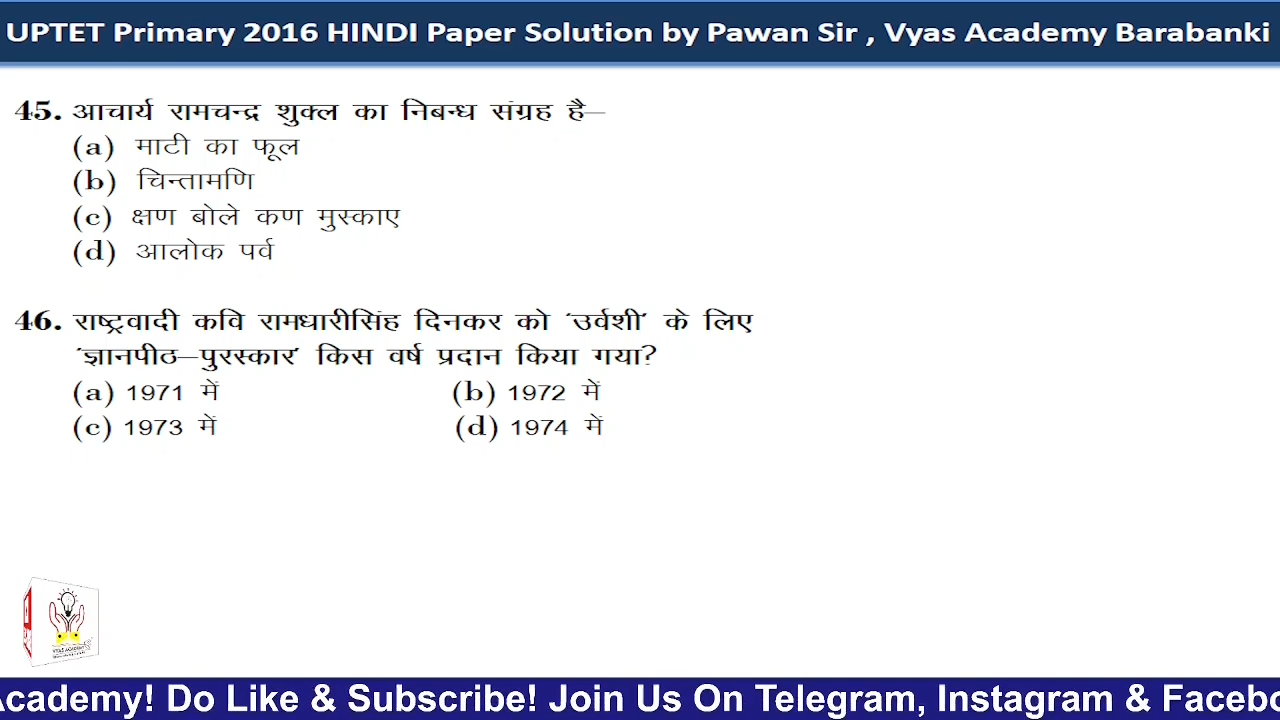 UPTET Primary 2016 HINDI Paper Solution by Pawan Sir , Vyas Academy Barabanki
45. आचार्य रामचन्द्र शुक्ल का निबन्ध संग्रह है–
(a) माटी का फूल
(b) चिन्तामणि
(c) क्षण बोले कण मुस्काए
(d) आलोक पर्व
46. राष्ट्रवादी कवि रामधारीसिंह दिनकर को 'उर्वशी' के लिए
'ज्ञानपीठ–पुरस्कार' किस वर्ष प्रदान किया गया?
(a) 1971 में (b) 1972 में
(c) 1973 में (d) 1974 में
VYAS ACADEMY
Academy! Do Like & Subscribe! Join Us On Telegram, Instagram & Facebo